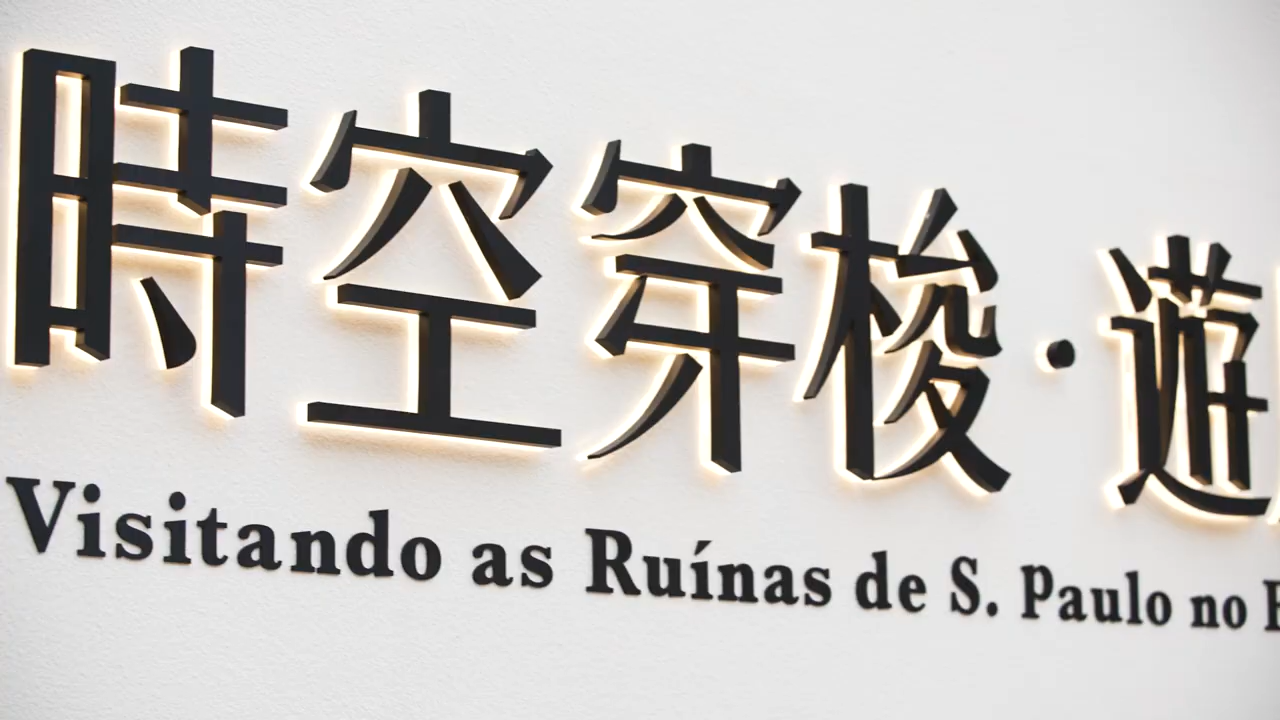 時空穿梭·遊
Visitando as Ruínas de S. Paulo no